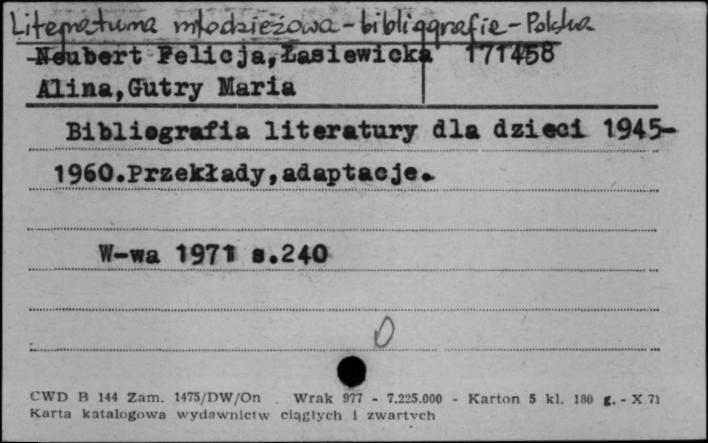 Literatura młodzieżowa - bibliografie - Polska
Neubert Felicja,Łasiewicka 171458
Alina,Gutry Maria
Bibliografia literatury dla dzieci 1945-
1960.Przekłady,adaptacje.
W-wa 1971 s.240
0
CWD B 144 Zam. 1475/DW/On Wrak 977 - 7.225.000 - Karton 5 kl. 180 g. - X 71
Karta katalogowa wydawnictw ciągłych i zwartych